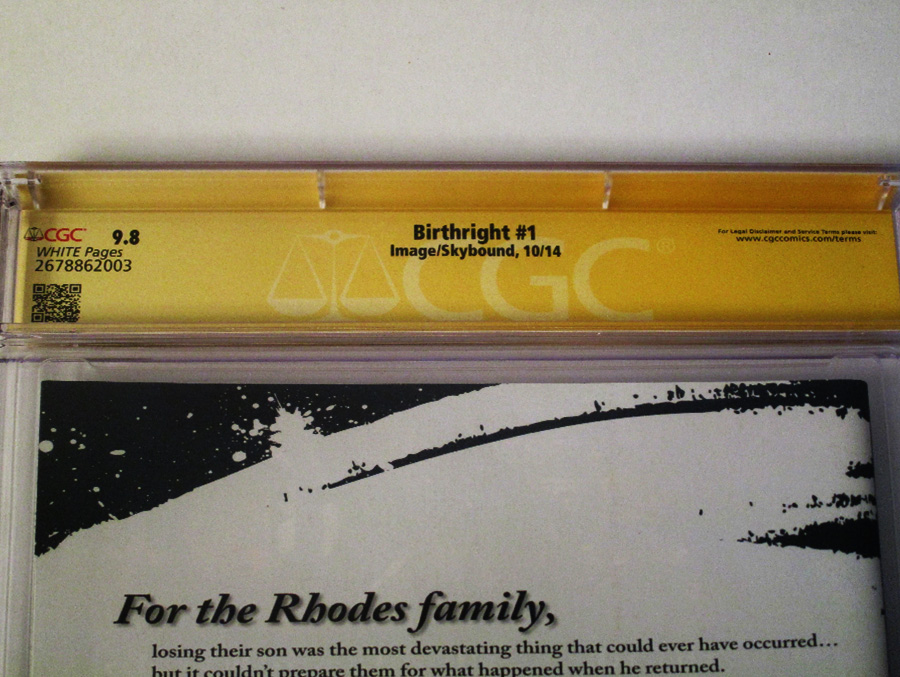 CGC 9.8
WHITE Pages
2678862003
Birthright #1
Image/Skybound, 10/14
For Legal Disclaimer and Service Terms please visit:
www.cgccomics.com/terms
CGC
For the Rhodes family,
losing their son was the most devastating thing that could ever have occurred…
but it couldn't prepare them for what happened when he returned.